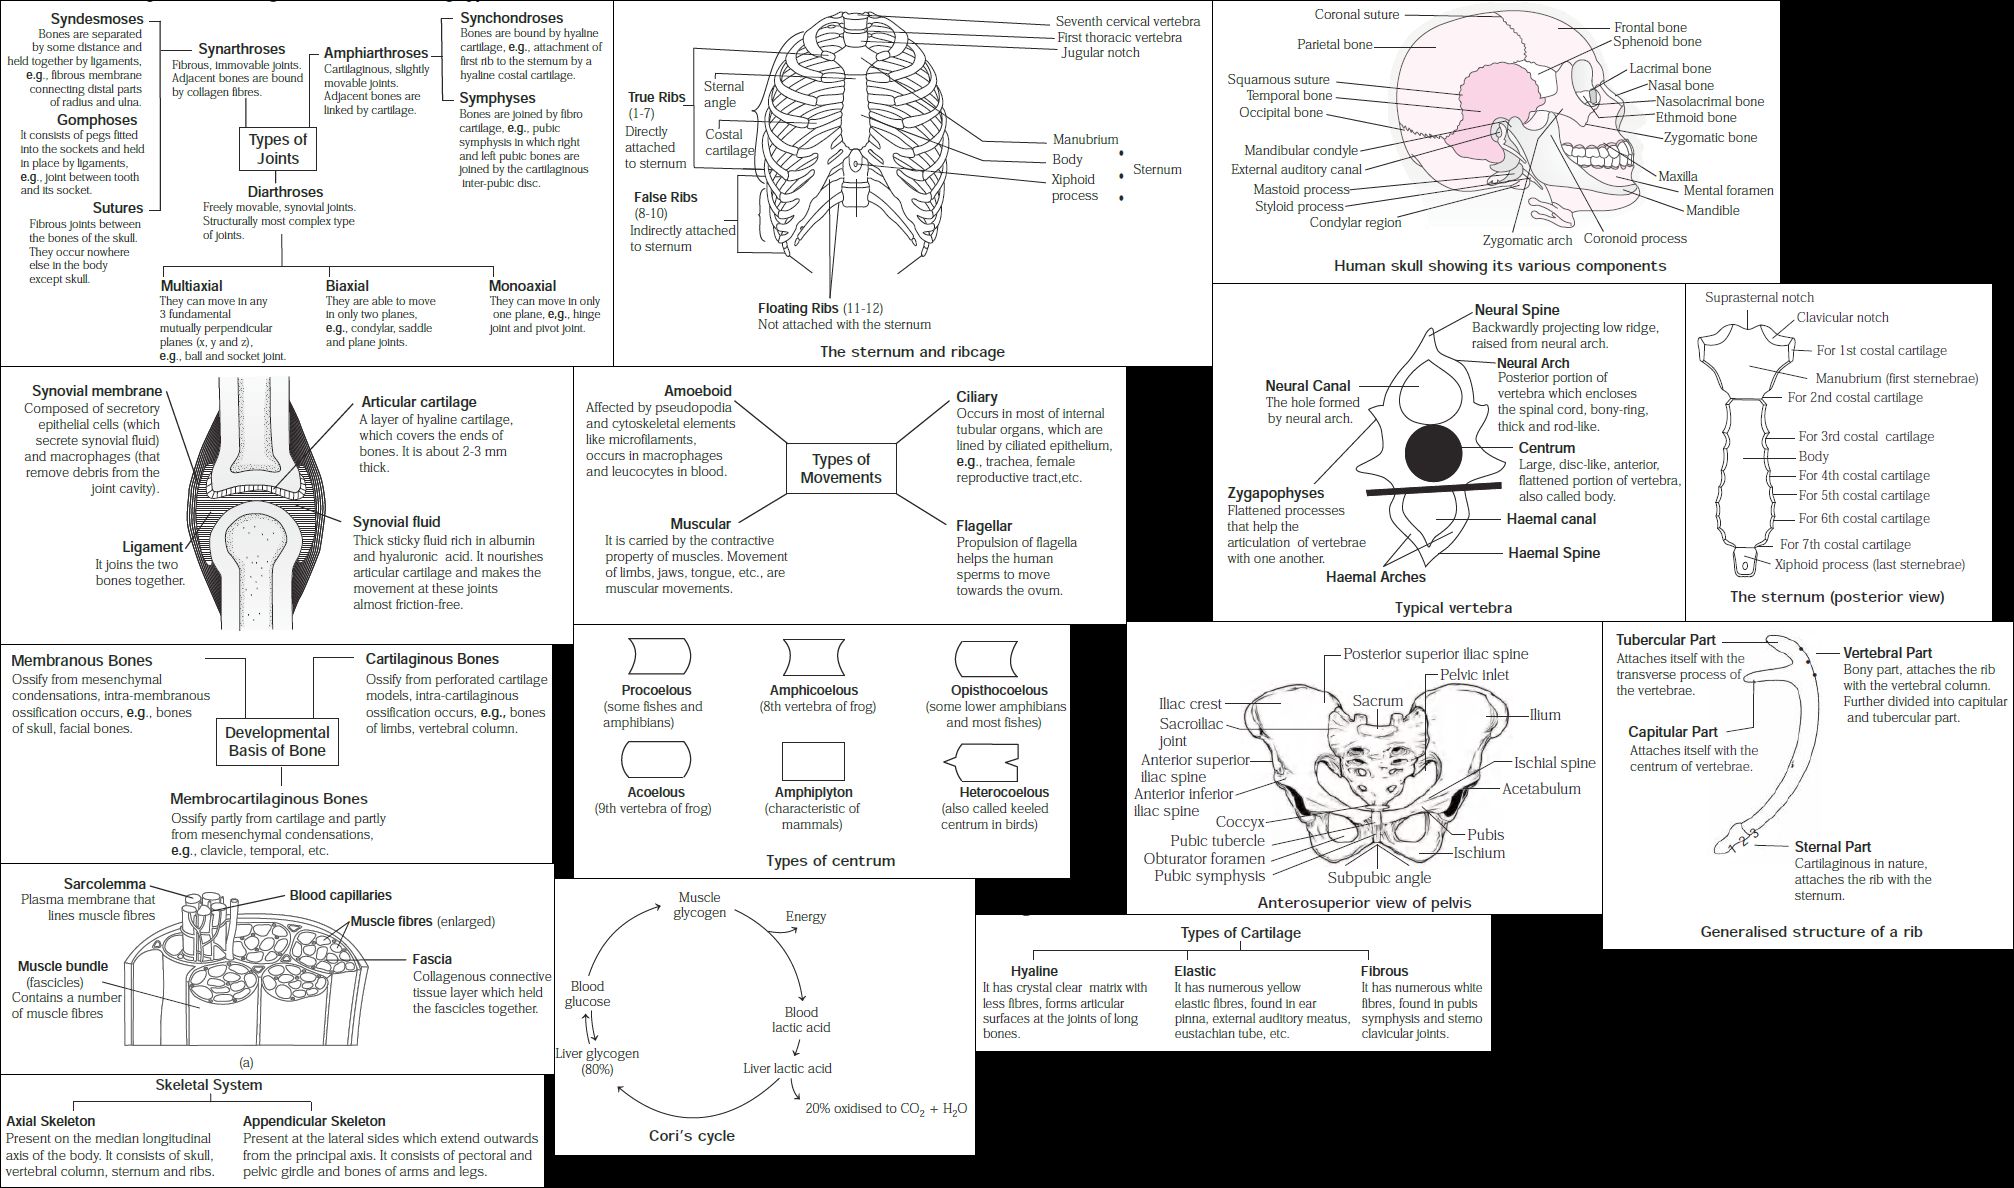 Syndesmoses
Bones are separated
by some distance and
held together by ligaments,
e.g., fibrous membrane
connecting distal parts
of radius and ulna.
Gomphoses
It consists of pegs fitted
into the sockets and held
in place by ligaments,
e.g., joint between tooth
and its socket.
Sutures
Fibrous joints between
the bones of the skull.
They occur nowhere
else in the body
except skull.
Synarthroses
Fibrous, immovable joints.
Adjacent bones are bound
by collagen fibres.
Types of
Joints
Amphiarthroses
Cartilaginous, slightly
movable joints.
Adjacent bones are
linked by cartilage.
Synchondroses
Bones are bound by hyaline
cartilage, e.g., attachment of
first rib to the sternum by a
hyaline costal cartilage.
Symphyses
Bones are joined by fibro
cartilage, e.g., pubic
symphysis in which right
and left pubic bones are
joined by the cartilaginous
inter-pubic disc.
Diarthroses
Freely movable, synovial joints.
Structurally most complex type
of joints.
Multiaxial
They can move in any
3 fundamental
mutually perpendicular
planes (x, y and z),
e.g., ball and socket joint.
Biaxial
They are able to move
in only two planes,
e.g., condylar, saddle
and plane joints.
Monoaxial
They can move in only
one plane, e,g., hinge
joint and pivot joint.
Seventh cervical vertebra
First thoracic vertebra
Jugular notch
True Ribs
(1-7)
Directly
attached
to sternum
Sternal
angle
Costal
cartilage
False Ribs
(8-10)
Indirectly attached
to sternum
Manubrium
Body
Xiphoid
process
Sternum
Floating Ribs (11-12)
Not attached with the sternum
The sternum and ribcage
Coronal suture
Parietal bone
Squamous suture
Temporal bone
Occipital bone
Mandibular condyle
External auditory canal
Mastoid process
Styloid process
Condylar region
Frontal bone
Sphenoid bone
Lacrimal bone
Nasal bone
Nasolacrimal bone
Ethmoid bone
Zygomatic bone
Maxilla
Mental foramen
Mandible
Zygomatic arch
Coronoid process
Human skull showing its various components
Neural Spine
Backwardly projecting low ridge,
raised from neural arch.
Neural Arch
Posterior portion of
vertebra which encloses
the spinal cord, bony-ring,
thick and rod-like.
Neural Canal
The hole formed
by neural arch.
Centrum
Large, disc-like, anterior,
flattened portion of vertebra,
also called body.
Zygapophyses
Flattened processes
that help the
articulation of vertebrae
with one another.
Haemal canal
Haemal Spine
Haemal Arches
Typical vertebra
Suprasternal notch
Clavicular notch
For 1st costal cartilage
Manubrium (first sternebrae)
For 2nd costal cartilage
For 3rd costal cartilage
Body
For 4th costal cartilage
For 5th costal cartilage
For 6th costal cartilage
For 7th costal cartilage
Xiphoid process (last sternebrae)
The sternum (posterior view)
Synovial membrane
Composed of secretory
epithelial cells (which
secrete synovial fluid)
and macrophages (that
remove debris from the
joint cavity).
Ligament
It joins the two
bones together.
Articular cartilage
A layer of hyaline cartilage,
which covers the ends of
bones. It is about 2-3 mm
thick.
Synovial fluid
Thick sticky fluid rich in albumin
and hyaluronic acid. It nourishes
articular cartilage and makes the
movement at these joints
almost friction-free.
Amoeboid
Affected by pseudopodia
and cytoskeletal elements
like microfilaments,
occurs in macrophages
and leucocytes in blood.
Ciliary
Occurs in most of internal
tubular organs, which are
lined by ciliated epithelium,
e.g., trachea, female
reproductive tract,etc.
Types of
Movements
Muscular
It is carried by the contractive
property of muscles. Movement
of limbs, jaws, tongue, etc., are
muscular movements.
Flagellar
Propulsion of flagella
helps the human
sperms to move
towards the ovum.
Membranous Bones
Ossify from mesenchymal
condensations, intra-membranous
ossification occurs, e.g., bones
of skull, facial bones.
Cartilaginous Bones
Ossify from perforated cartilage
models, intra-cartilaginous
ossification occurs, e.g., bones
of limbs, vertebral column.
Developmental
Basis of Bone
Membrocartilaginous Bones
Ossify partly from cartilage and partly
from mesenchymal condensations,
e.g., clavicle, temporal, etc.
Procoelous
(some fishes and
amphibians)
Amphicoelous
(8th vertebra of frog)
Opisthocoelous
(some lower amphibians
and most fishes)
Acoelous
(9th vertebra of frog)
Amphiplyton
(characteristic of
mammals)
Heterocoelous
(also called keeled
centrum in birds)
Types of centrum
Posterior superior iliac spine
Pelvic inlet
Sacrum
Iliac crest
Sacroiliac
joint
Anterior superior
iliac spine
Anterior inferior
iliac spine
Coccyx
Pubic tubercle
Obturator foramen
Pubic symphysis
Ilium
Ischial spine
Acetabulum
Pubis
Ischium
Subpubic angle
Anterosuperior view of pelvis
Tubercular Part
Attaches itself with the
transverse process of
the vertebrae.
Capitular Part
Attaches itself with the
centrum of vertebrae.
Vertebral Part
Bony part, attaches the rib
with the vertebral column.
Further divided into capitular
and tubercular part.
1 2 3
Sternal Part
Cartilaginous in nature,
attaches the rib with the
sternum.
Generalised structure of a rib
Sarcolemma
Plasma membrane that
lines muscle fibres
Blood capillaries
Muscle fibres (enlarged)
Muscle bundle
(fascicles)
Contains a number
of muscle fibres
Fascia
Collagenous connective
tissue layer which held
the fascicles together.
(a)
Muscle
glycogen
Energy
Blood
glucose
Blood
lactic acid
Liver glycogen
(80%)
Liver lactic acid
20% oxidised to CO2 + H2O
Cori's cycle
Types of Cartilage
Hyaline
It has crystal clear matrix with
less fibres, forms articular
surfaces at the joints of long
bones.
Elastic
It has numerous yellow
elastic fibres, found in ear
pinna, external auditory meatus,
eustachian tube, etc.
Fibrous
It has numerous white
fibres, found in pubis
symphysis and sterno
clavicular joints.
Skeletal System
Axial Skeleton
Present on the median longitudinal
axis of the body. It consists of skull,
vertebral column, sternum and ribs.
Appendicular Skeleton
Present at the lateral sides which extend outwards
from the principal axis. It consists of pectoral and
pelvic girdle and bones of arms and legs.